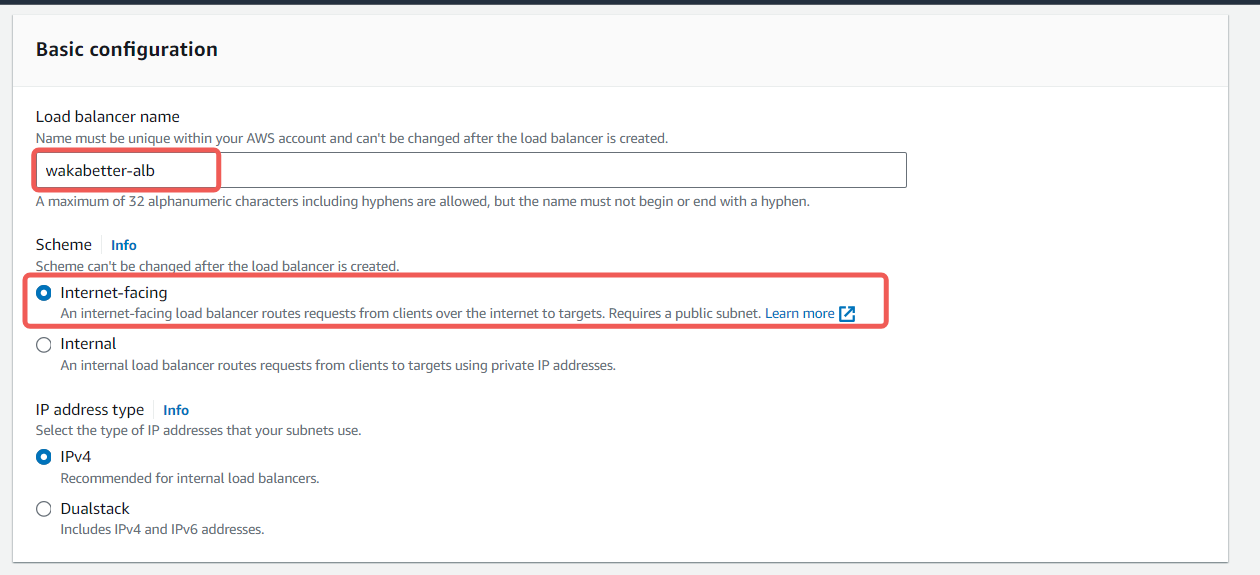 Basic configuration
Load balancer name
Name must be unique within your AWS account and can't be changed after the load balancer is created.
wakabetter-alb
A maximum of 32 alphanumeric characters including hyphens are allowed, but the name must not begin or end with a hyphen.
Scheme Info
Scheme can't be changed after the load balancer is created.
Internet-facing
An internet-facing load balancer routes requests from clients over the internet to targets. Requires a public subnet. Learn more
Internal
An internal load balancer routes requests from clients to targets using private IP addresses.
IP address type Info
Select the type of IP addresses that your subnets use.
IPv4
Recommended for internal load balancers.
Dualstack
Includes IPv4 and IPv6 addresses.